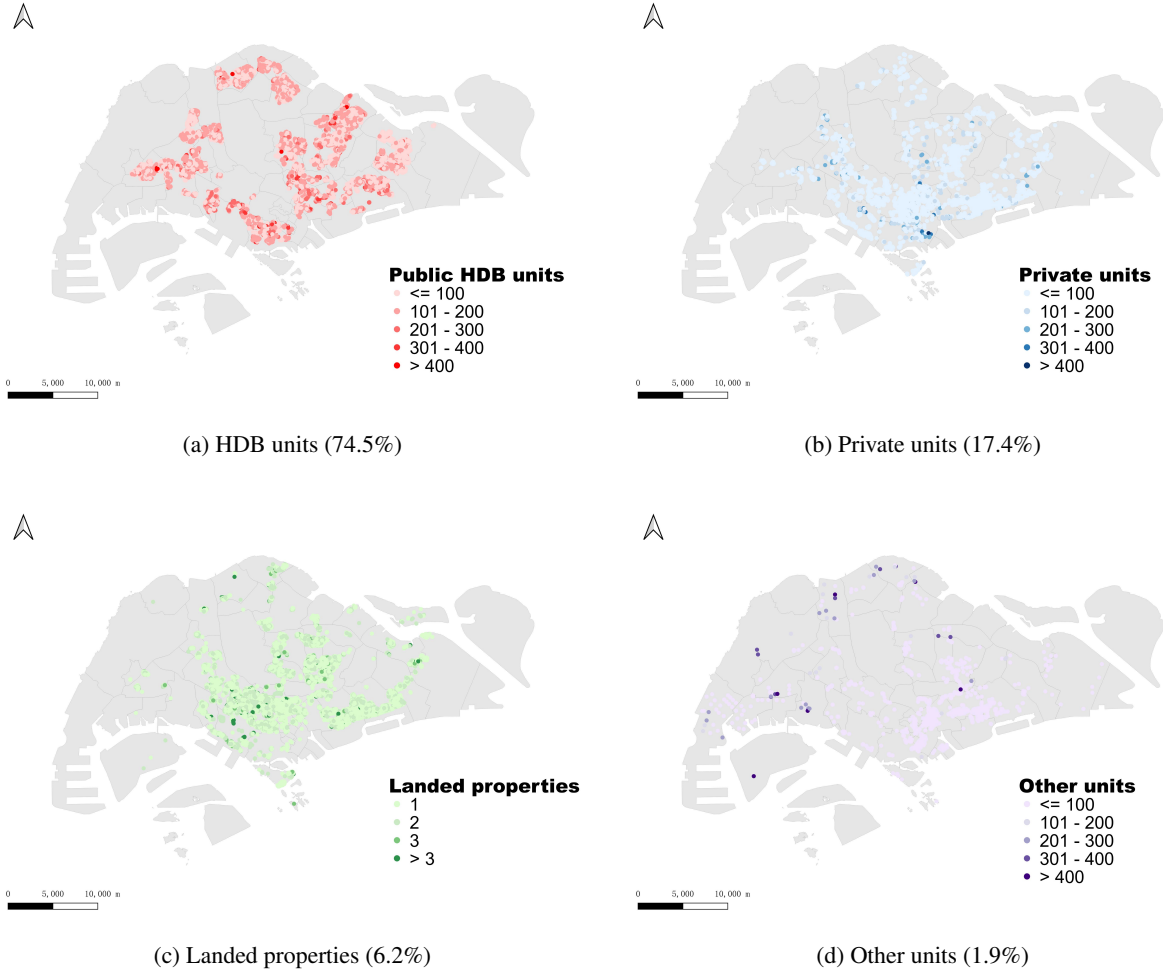 Public HDB units
<= 100
101 - 200
201 - 300
301 - 400
> 400
0 5,000 10,000 m
(a) HDB units (74.5%)
Private units
<= 100
101 - 200
201 - 300
301 - 400
> 400
0 5,000 10,000 m
(b) Private units (17.4%)
Landed properties
1
2
3
> 3
0 5,000 10,000 m
(c) Landed properties (6.2%)
Other units
<= 100
101 - 200
201 - 300
301 - 400
> 400
0 5,000 10,000 m
(d) Other units (1.9%)